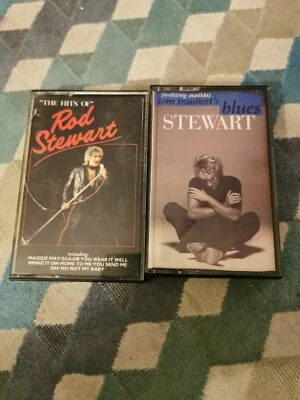 "THE HITS OF"
Rod
Stewart
Including
MAGGIE MAY·SAILOR·YOU WEAR IT WELL
BRING IT ON HOME TO ME/YOU SEND ME
OH! NO NOT MY BABY
(waltzing matilda)
tom traubert's
blues
STEWART